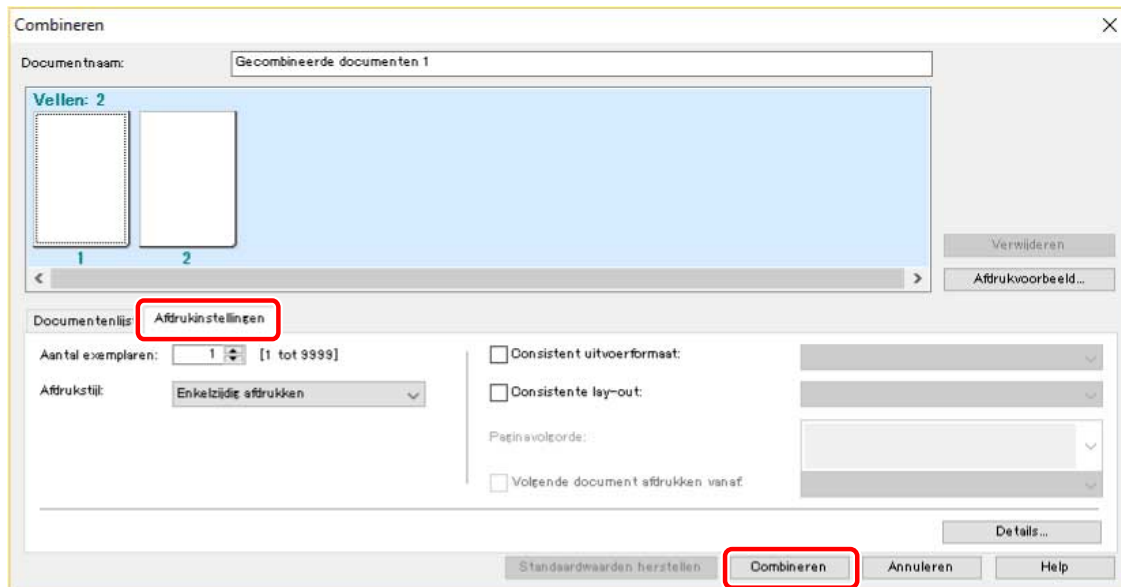 Combineren
Documentnaam: Gecombineerde documenten 1
Vellen: 2
1 2
Verwijderen
Afdrukvoorbeeld...
Documentenlijs Afdrukinstellingen
Aantal exemplaren: 1 [1 tot 9999]
Consistent uitvoerformaat:
Afdrukstijl: Enkelzijdig afdrukken
Consistente lay-out:
Paginavolgorde:
Volgende document afdrukken vanaf:
Details...
Standaardwaarden herstellen Combineren Annuleren Help